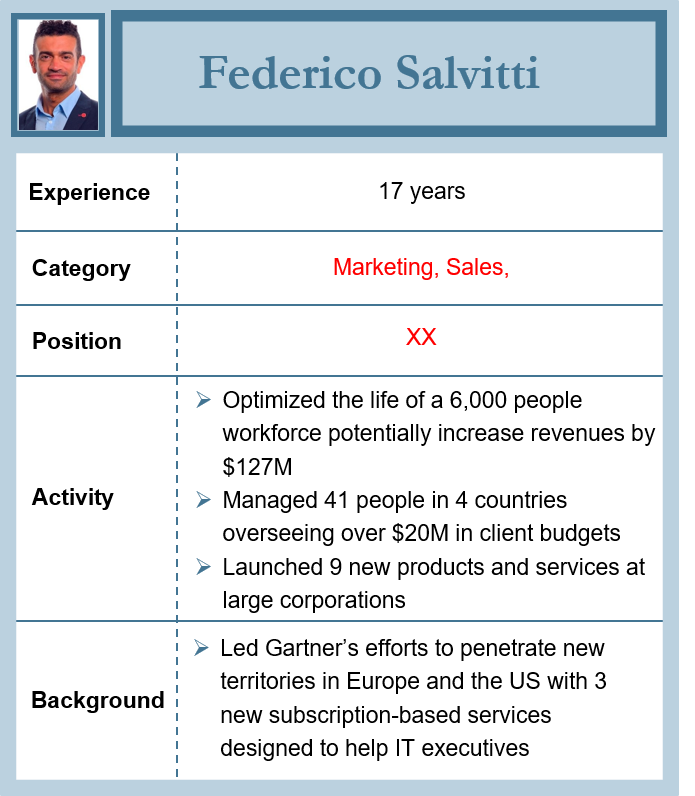 Federico Salvitti
Experience
17 years
Category
Marketing, Sales,
Position
XX
Activity
Optimized the life of a 6,000 people
workforce potentially increase revenues by
$127M
Managed 41 people in 4 countries
overseeing over $20M in client budgets
Launched 9 new products and services at
large corporations
Background
Led Gartner’s efforts to penetrate new
territories in Europe and the US with 3
new subscription-based services
designed to help IT executives